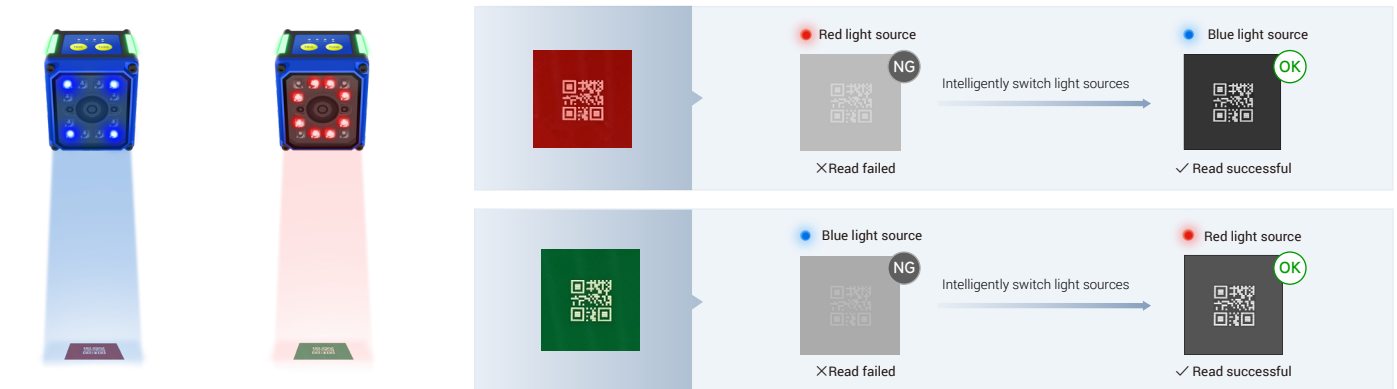 Red light source
NG
Intelligently switch light sources
Blue light source
OK
×Read failed
✓ Read successful
Blue light source
NG
Intelligently switch light sources
Red light source
OK
×Read failed
✓ Read successful